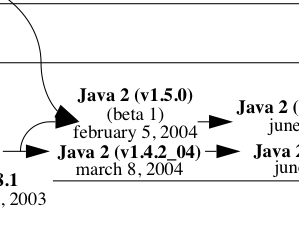 Java 2 (v1.5.0)
(beta 1)
february 5, 2004
Java 2 (
june
Java 2 (v1.4.2_04)
march 8, 2004
Java 2
june
8.1
, 2003